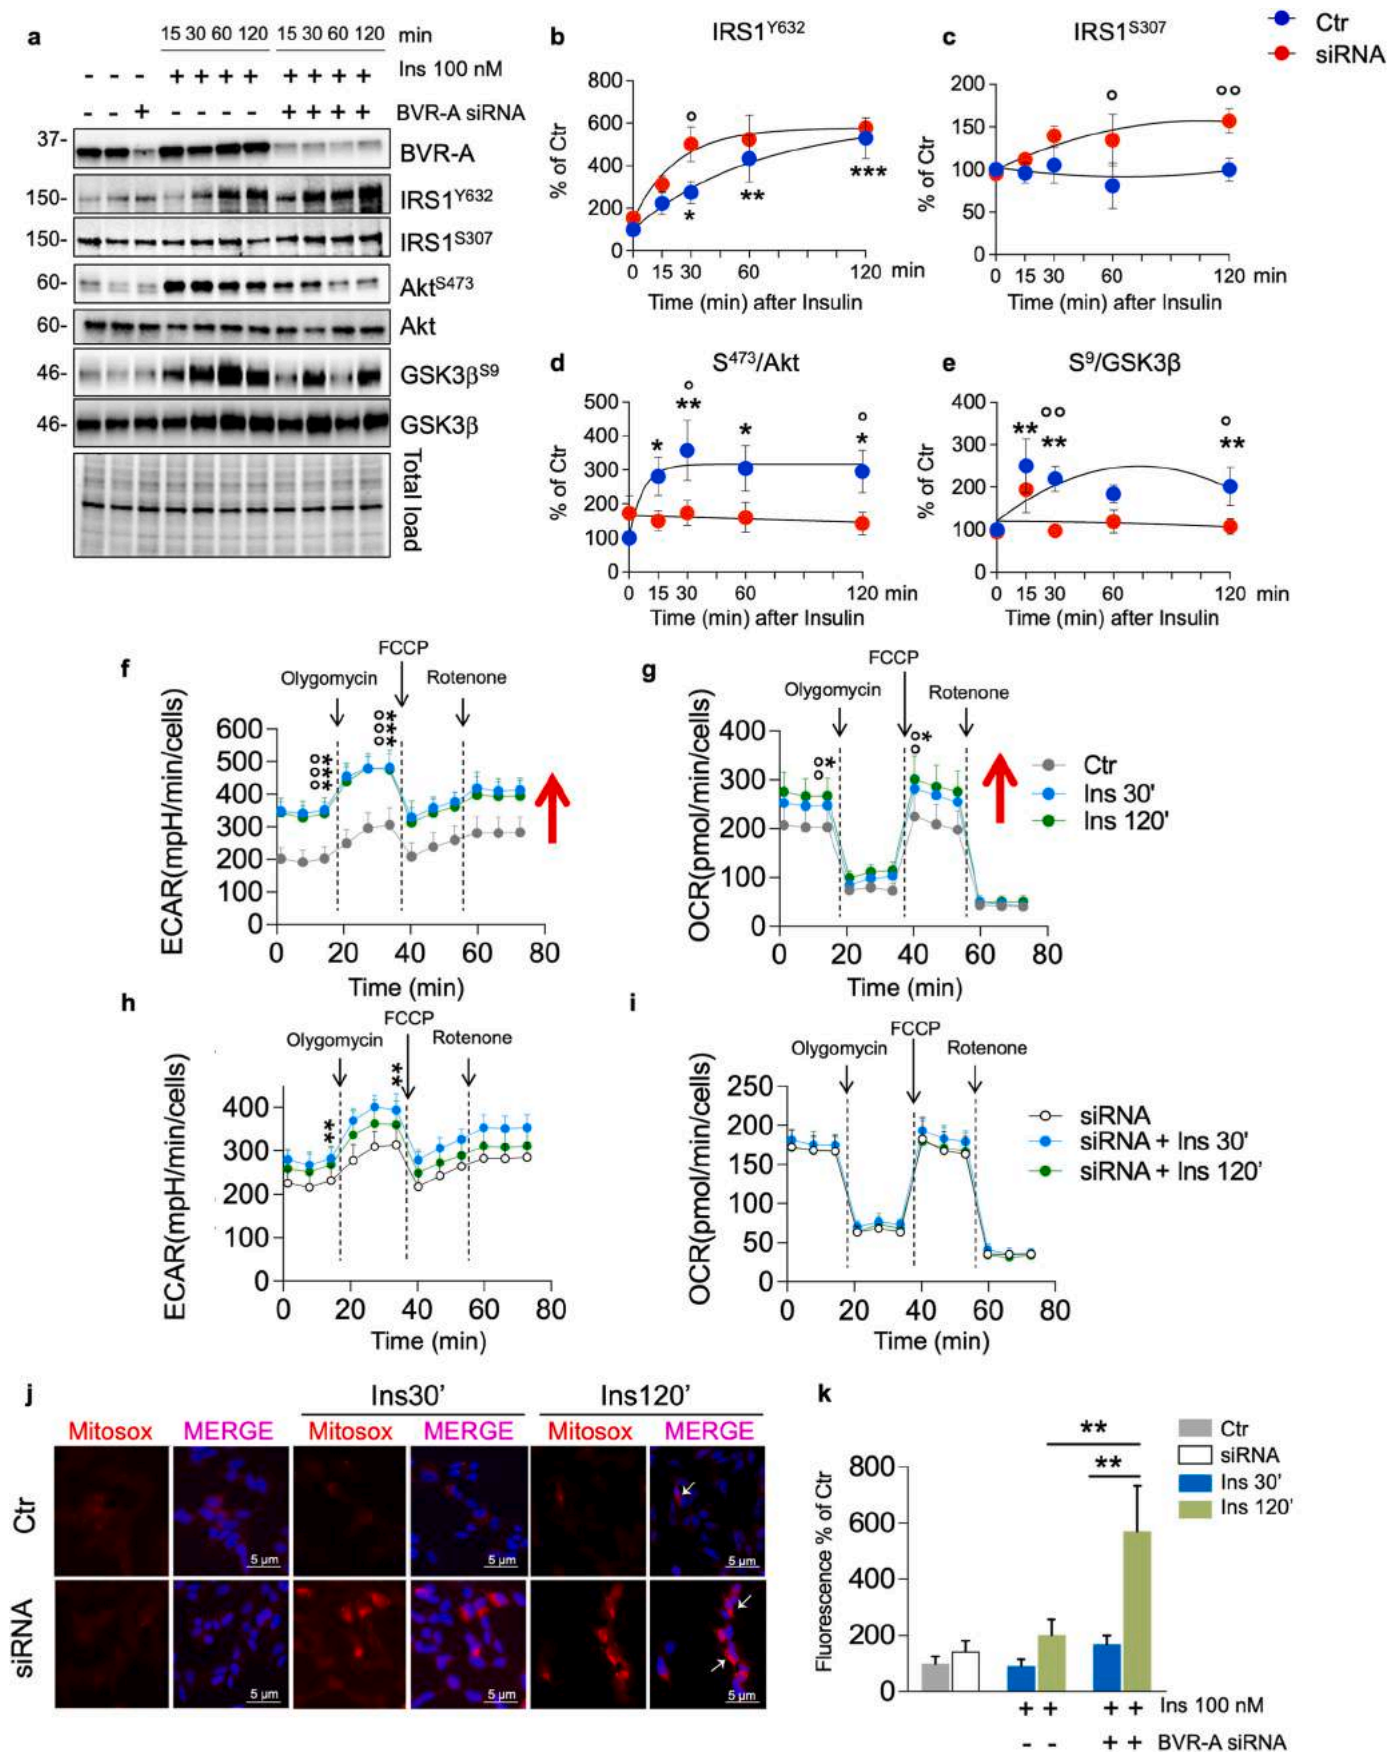 a
15 30 60 120 15 30 60 120 min
- - - + + + + + + + + Ins 100 nM
- - + - - - - + + + + BVR-A siRNA
37- BVR-A
150- IRS1Y632
150- IRS1S307
60- AktS473
60- Akt
46- GSK3βS9
46- GSK3β
Total load
b
IRS1Y632
% of Ctr
800
600
400
200
0
° * ** ***
0 15 30 60 120 min
Time (min) after Insulin
c
IRS1S307
Ctr
siRNA
% of Ctr
200
150
100
50
0
° °°
0 15 30 60 120 min
Time (min) after Insulin
d
S473/Akt
% of Ctr
500
400
300
200
100
0
* ° ** * ° *
0 15 30 60 120 min
Time (min) after Insulin
e
S9/GSK3β
% of Ctr
400
300
200
100
0
** °° ** ° **
0 15 30 60 120 min
Time (min) after Insulin
f
Olygomycin FCCP Rotenone
ECAR(mpH/min/cells)
600
500
400
300
200
100
0
°°° *** °°° ***
0 20 40 60 80
Time (min)
g
Olygomycin FCCP Rotenone
OCR(pmol/min/cells)
400
300
200
100
0
°° * °° *
0 20 40 60 80
Time (min)
Ctr
Ins 30'
Ins 120'
h
Olygomycin FCCP Rotenone
ECAR(mpH/min/cells)
400
300
200
100
0
** **
0 20 40 60 80
Time (min)
i
Olygomycin FCCP Rotenone
OCR(pmol/min/cells)
250
200
150
100
50
0
0 20 40 60 80
Time (min)
siRNA
siRNA + Ins 30'
siRNA + Ins 120'
j
Ins30' Ins120'
Mitosox MERGE Mitosox MERGE Mitosox MERGE
Ctr
5 µm 5 µm 5 µm
siRNA
5 µm 5 µm 5 µm
k
Ctr
siRNA
Ins 30'
Ins 120'
**
**
Fluorescence % of Ctr
800
600
400
200
0
+ + + + Ins 100 nM
- - + + BVR-A siRNA